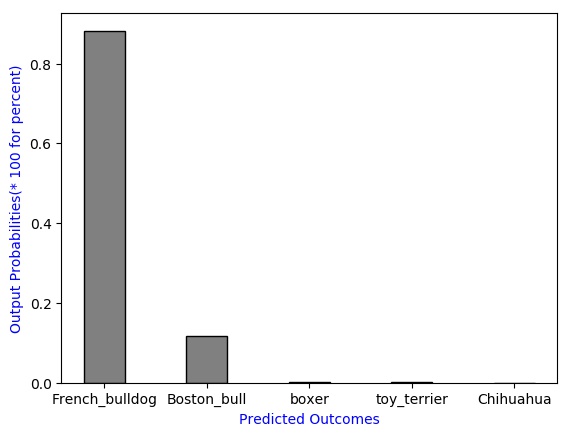 Output Probabilities(* 100 for percent)
0.8
0.6
0.4
0.2
0.0
French_bulldog Boston_bull boxer toy_terrier Chihuahua
Predicted Outcomes